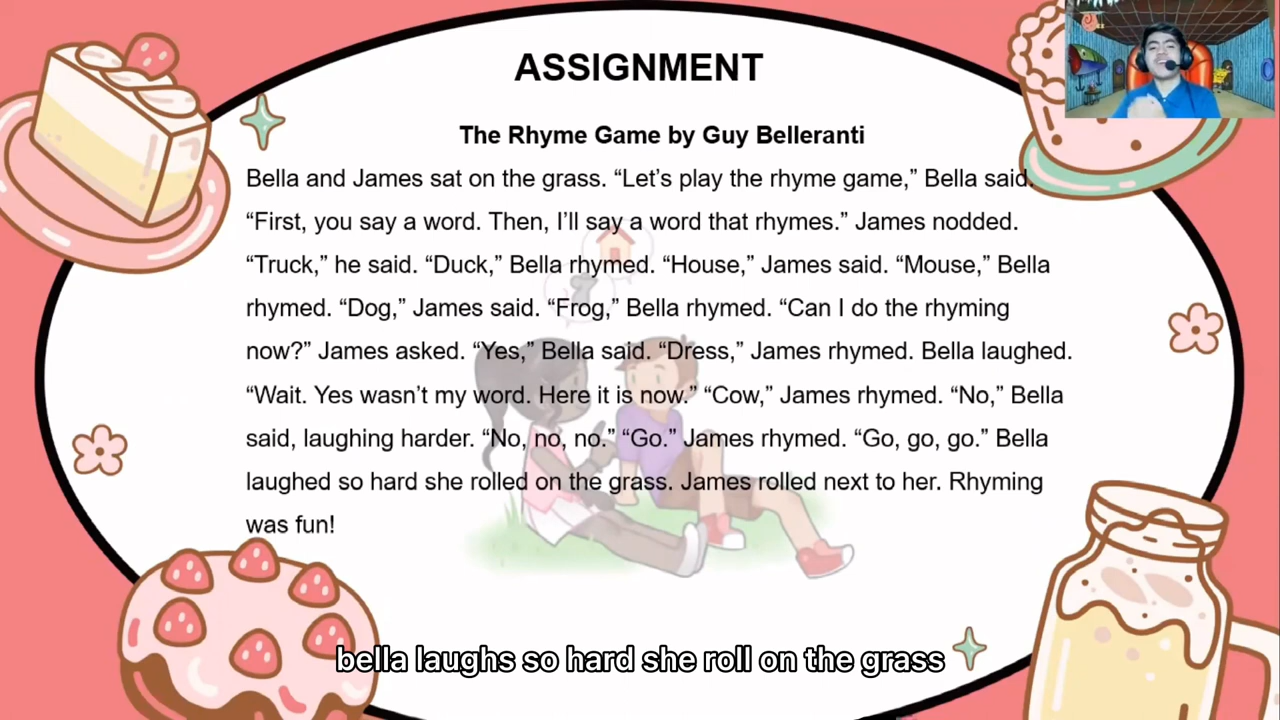 ASSIGNMENT
The Rhyme Game by Guy Belleranti
Bella and James sat on the grass. “Let’s play the rhyme game,” Bella said.
“First, you say a word. Then, I’ll say a word that rhymes.” James nodded.
“Truck,” he said. “Duck,” Bella rhymed. “House,” James said. “Mouse,” Bella
rhymed. “Dog,” James said. “Frog,” Bella rhymed. “Can I do the rhyming
now?” James asked. “Yes,” Bella said. “Dress,” James rhymed. Bella laughed.
“Wait. Yes wasn’t my word. Here it is now.” “Cow,” James rhymed. “No,” Bella
said, laughing harder. “No, no, no.” “Go.” James rhymed. “Go, go, go.” Bella
laughed so hard she rolled on the grass. James rolled next to her. Rhyming
was fun!
bella laughs so hard she roll on the grass